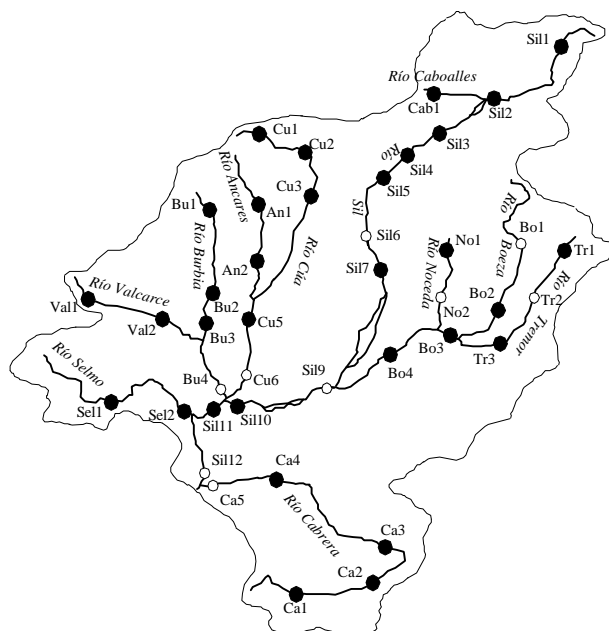 Sil1
Río Caboalles
Cab1
Sil2
Cu1
Cu2
Sil3
Río
Sil4
Sil5
Río Ancares
Cu3
Bu1
An1
Sil
Río
Río Burbia
Río Cúa
Sil6
Río Noceda
No1
Boeza
Bo1
Tr1
An2
Sil7
Río
Río Valcarce
Val1
Bu2
No2
Bo2
Tr2
Val2
Bu3
Cu5
Bo3
Tremor
Tr3
Río Selmo
Bu4
Cu6
Sil9
Bo4
Sel1
Sel2
Sil11
Sil10
Sil12
Ca4
Ca5
Río Cabrera
Ca3
Ca2
Ca1